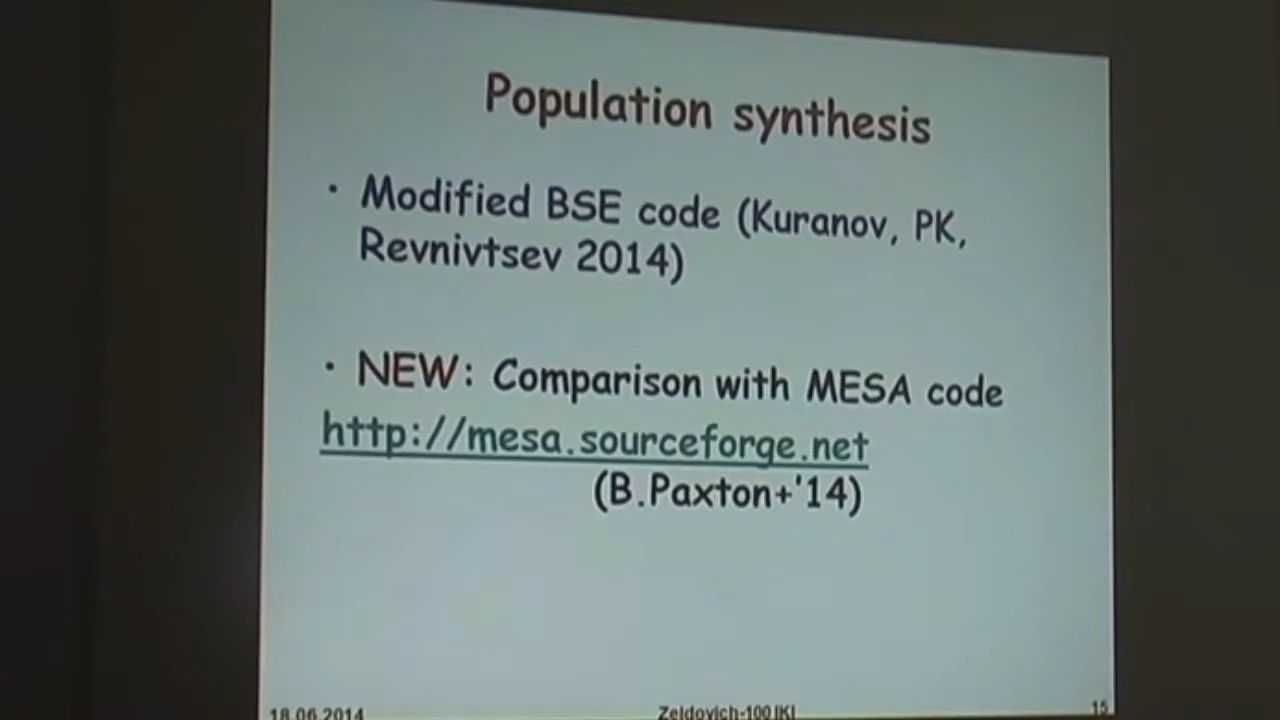 Population synthesis
• Modified BSE code (Kuranov, PK,
Revnivtsev 2014)
• NEW: Comparison with MESA code
http://mesa.sourceforge.net
(B.Paxton+'14)
18.06.2014 Zeldovich-100 IKI 15